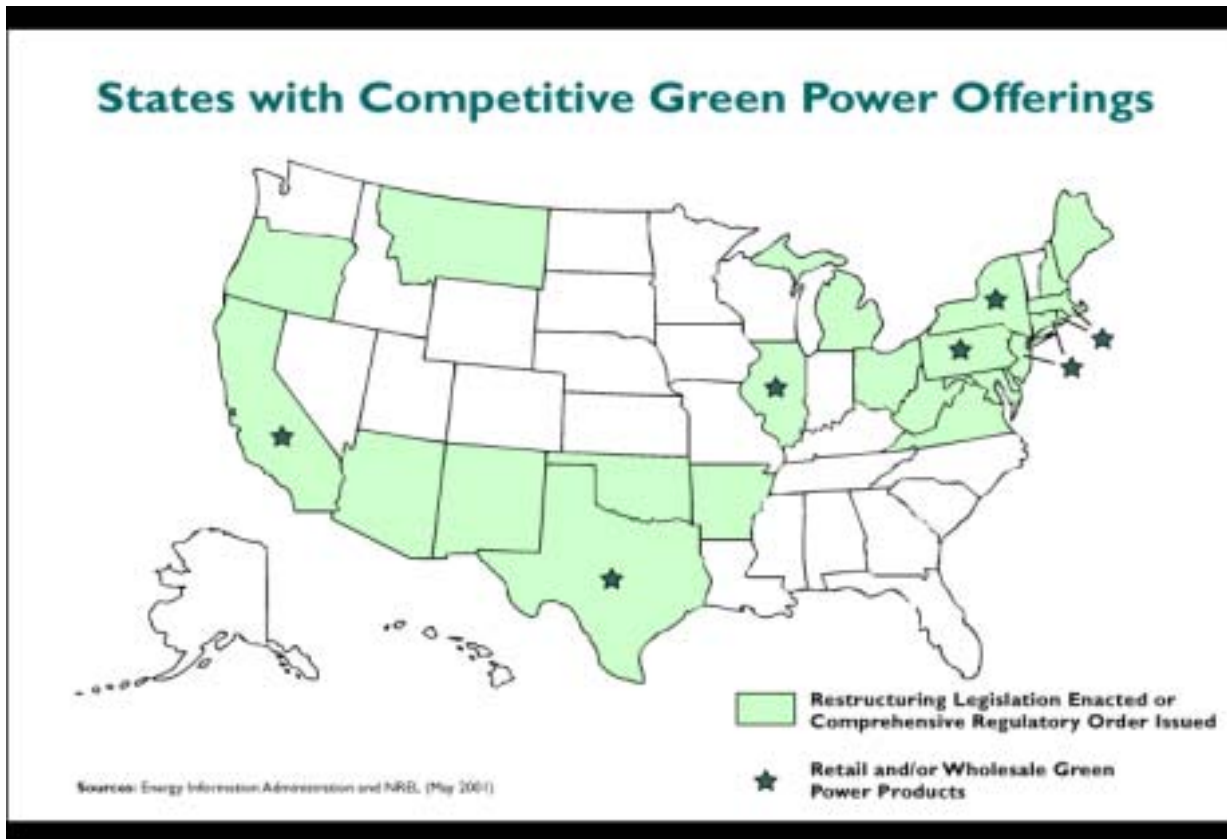 States with Competitive Green Power Offerings
Restructuring Legislation Enacted or
Comprehensive Regulatory Order Issued
Retail and/or Wholesale Green
Power Products
Sources: Energy Information Administration and NREL (May 2001)